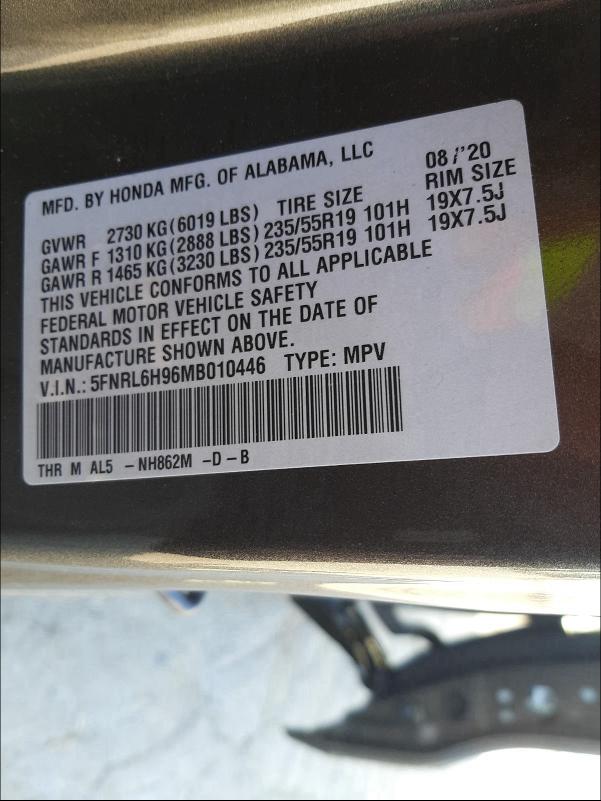 MFD. BY HONDA MFG. OF ALABAMA, LLC 08/'20
GVWR 2730 KG(6019 LBS) TIRE SIZE RIM SIZE
GAWR F 1310 KG(2888 LBS) 235/55R19 101H 19X7.5J
GAWR R 1465 KG(3230 LBS) 235/55R19 101H 19X7.5J
THIS VEHICLE CONFORMS TO ALL APPLICABLE
FEDERAL MOTOR VEHICLE SAFETY
STANDARDS IN EFFECT ON THE DATE OF
MANUFACTURE SHOWN ABOVE.
V.I.N.: 5FNRL6H96MB010446 TYPE: MPV
THR M AL5 -NH862M -D-B